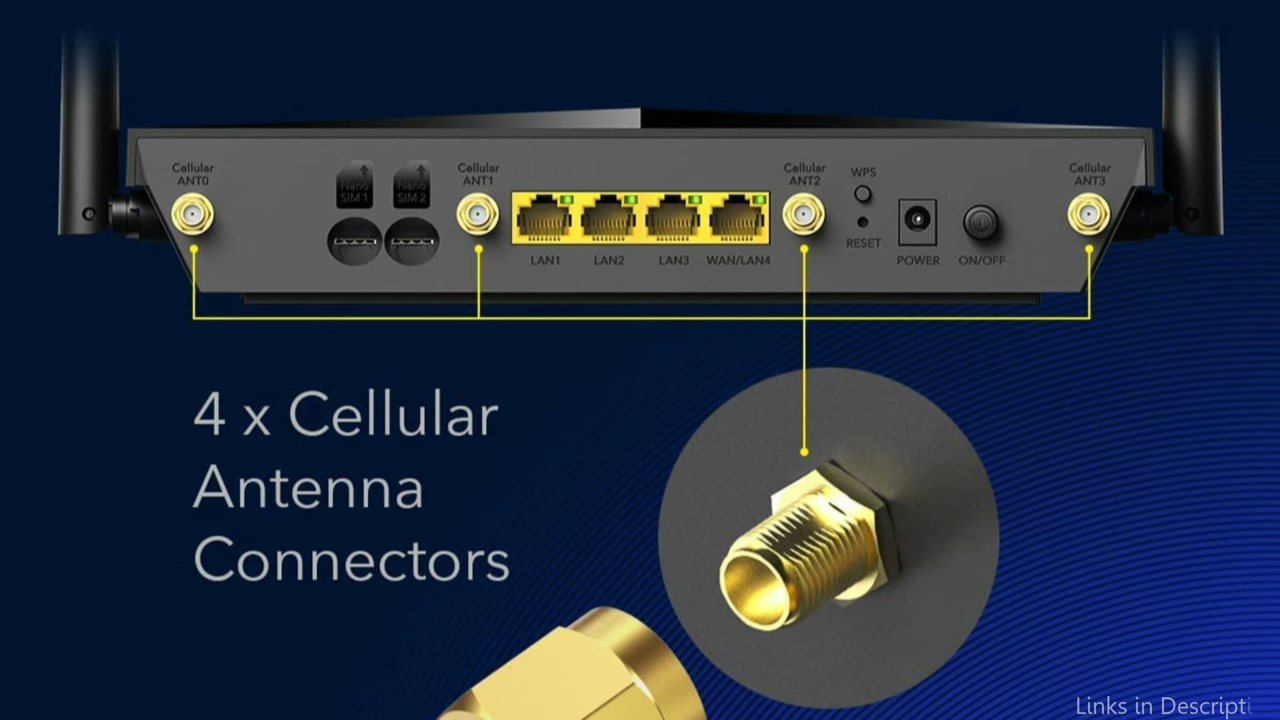 Cellular
ANT0
Nano
SIM 1
Nano
SIM 2
Cellular
ANT1
LAN1
LAN2
LAN3
WAN/LAN4
Cellular
ANT2
WPS
RESET
POWER
ON/OFF
Cellular
ANT3
4 x Cellular
Antenna
Connectors
Links in Descripti